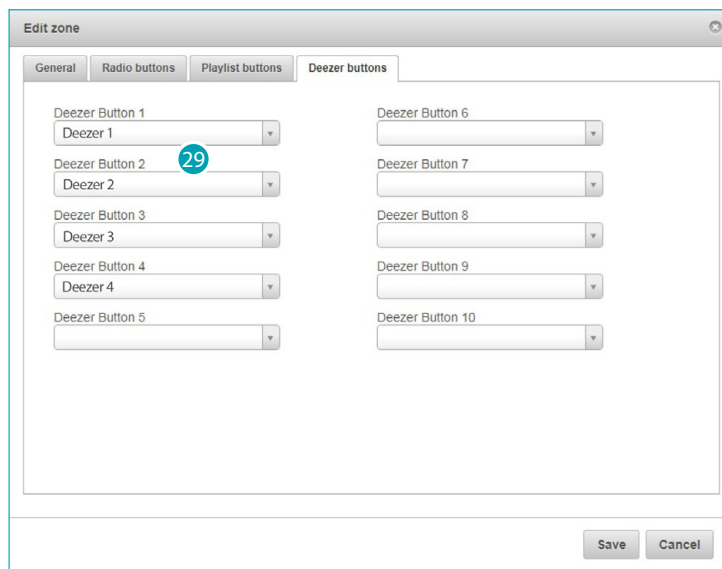 Edit zone
General Radio buttons Playlist buttons Deezer buttons
Deezer Button 1
Deezer 1
Deezer Button 2
29
Deezer 2
Deezer Button 3
Deezer 3
Deezer Button 4
Deezer 4
Deezer Button 5
Deezer Button 6
Deezer Button 7
Deezer Button 8
Deezer Button 9
Deezer Button 10
Save Cancel